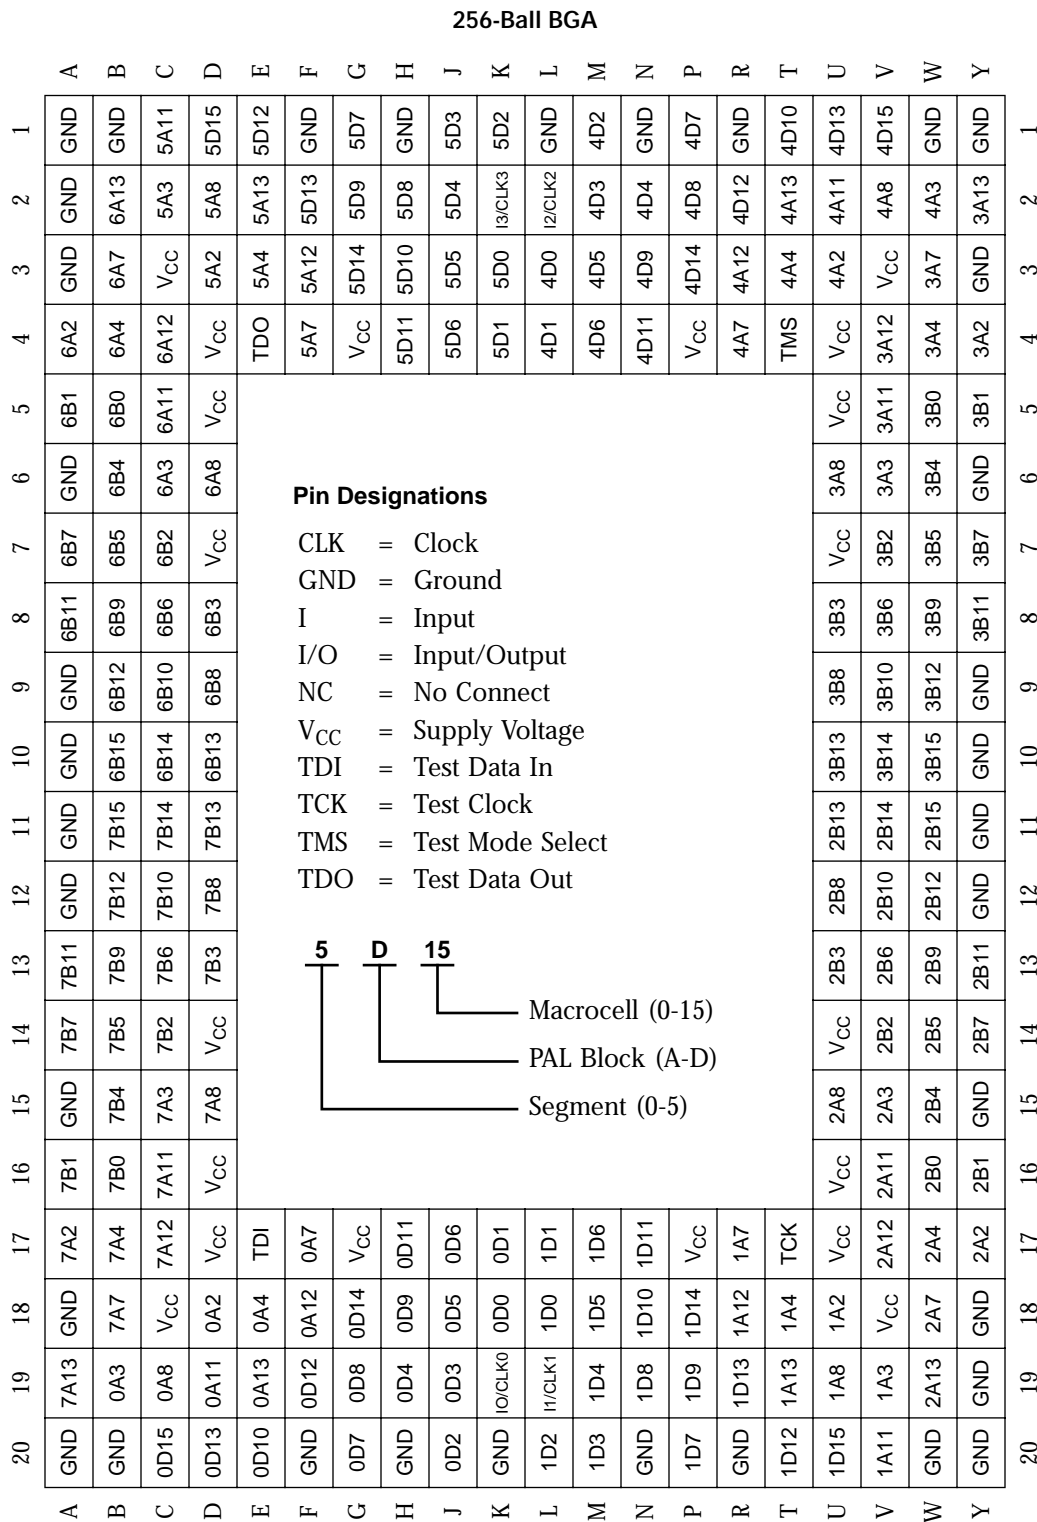 256-Ball BGA
A B C D E F G H J K L M N P R T U V W Y
1 GND GND 5A11 5D15 5D12 GND 5D7 GND 5D3 5D2 GND 4D2 GND 4D7 GND 4D10 4D13 4D15 GND GND 1
2 GND 6A13 5A3 5A8 5A13 5D13 5D9 5D8 5D4 I3/CLK3 I2/CLK2 4D3 4D4 4D8 4D12 4A13 4A11 4A8 4A3 3A13 2
3 GND 6A7 VCC 5A2 5A4 5A12 5D14 5D10 5D5 5D0 4D0 4D5 4D9 4D14 4A12 4A4 4A2 VCC 3A7 GND 3
4 6A2 6A4 6A12 VCC TDO 5A7 VCC 5D11 5D6 5D1 4D1 4D6 4D11 VCC 4A7 TMS VCC 3A12 3A4 3A2 4
5 6B1 6B0 6A11 VCC VCC 3A11 3B0 3B1 5
6 GND 6B4 6A3 6A8 3A8 3A3 3B4 GND 6
Pin Designations
7 6B7 6B5 6B2 VCC VCC 3B2 3B5 3B7 7
CLK = Clock
GND = Ground
8 6B11 6B9 6B6 6B3 3B3 3B6 3B9 3B11 8
I = Input
I/O = Input/Output
9 GND 6B12 6B10 6B8 3B8 3B10 3B12 GND 9
NC = No Connect
VCC = Supply Voltage
10 GND 6B15 6B14 6B13 3B13 3B14 3B15 GND 10
TDI = Test Data In
TCK = Test Clock
11 GND 7B15 7B14 7B13 2B13 2B14 2B15 GND 11
TMS = Test Mode Select
TDO = Test Data Out
12 GND 7B12 7B10 7B8 2B8 2B10 2B12 GND 12
13 7B11 7B9 7B6 7B3 2B3 2B6 2B9 2B11 13
5 D 15
Macrocell (0-15)
14 7B7 7B5 7B2 VCC VCC 2B2 2B5 2B7 14
PAL Block (A-D)
15 GND 7B4 7A3 7A8 2A8 2A3 2B4 GND 15
Segment (0-5)
16 7B1 7B0 7A11 VCC VCC 2A11 2B0 2B1 16
17 7A2 7A4 7A12 VCC TDI 0A7 VCC 0D11 0D6 0D1 1D1 1D6 1D11 VCC 1A7 TCK VCC 2A12 2A4 2A2 17
18 GND 7A7 VCC 0A2 0A4 0A12 0D14 0D9 0D5 0D0 1D0 1D5 1D10 1D14 1A12 1A4 1A2 VCC 2A7 GND 18
19 7A13 0A3 0A8 0A11 0A13 0D12 0D8 0D4 0D3 IO/CLK0 I1/CLK1 1D4 1D8 1D9 1D13 1A13 1A8 1A3 2A13 GND 19
20 GND GND 0D15 0D13 0D10 GND 0D7 GND 0D2 GND 1D2 1D3 GND 1D7 GND 1D12 1D15 1A11 GND GND 20
A B C D E F G H J K L M N P R T U V W Y